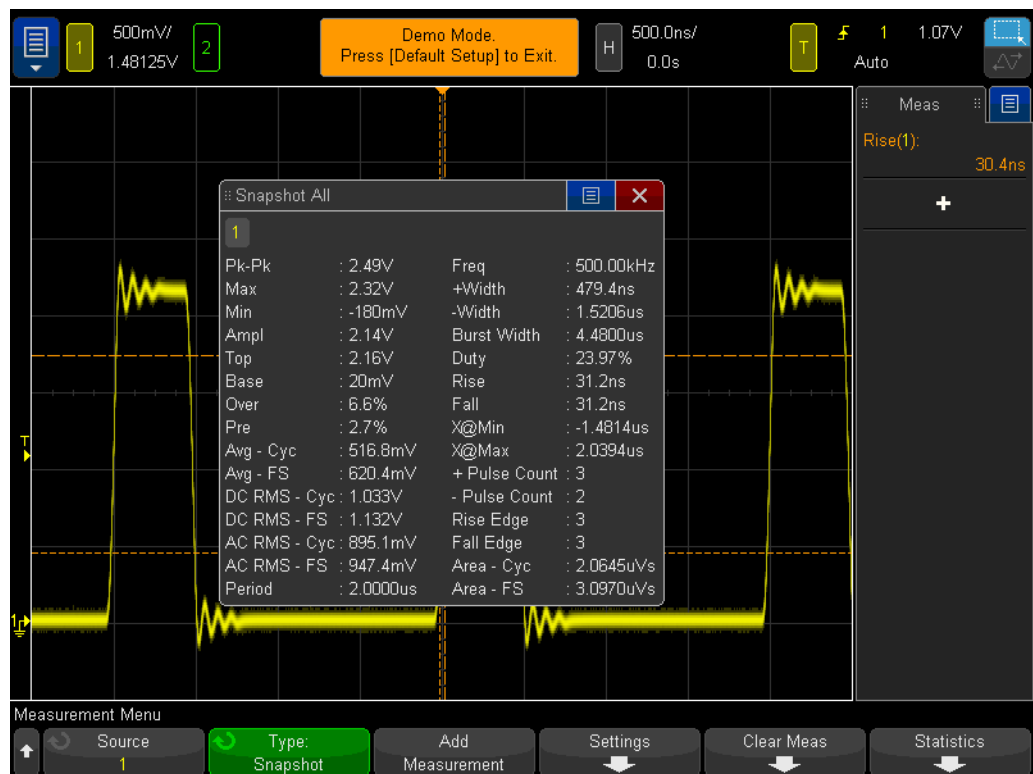 1
500mV/
1.48125V
2
Demo Mode.
Press [Default Setup] to Exit.
H
500.0ns/
0.0s
T
1
1.07V
Auto
Meas
Rise(1):
30.4ns
+
Snapshot All
1
Pk-Pk : 2.49V Freq : 500.00kHz
Max : 2.32V +Width : 479.4ns
Min : -180mV -Width : 1.5206us
Ampl : 2.14V Burst Width : 4.4800us
Top : 2.16V Duty : 23.97%
Base : 20mV Rise : 31.2ns
Over : 6.6% Fall : 31.2ns
Pre : 2.7% X@Min : -1.4814us
Avg - Cyc : 516.8mV X@Max : 2.0394us
Avg - FS : 620.4mV + Pulse Count : 3
DC RMS - Cyc : 1.033V - Pulse Count : 2
DC RMS - FS : 1.132V Rise Edge : 3
AC RMS - Cyc : 895.1mV Fall Edge : 3
AC RMS - FS : 947.4mV Area - Cyc : 2.0645uVs
Period : 2.0000us Area - FS : 3.0970uVs
T
1
Measurement Menu
Source
1
Type:
Snapshot
Add
Measurement
Settings
Clear Meas
Statistics